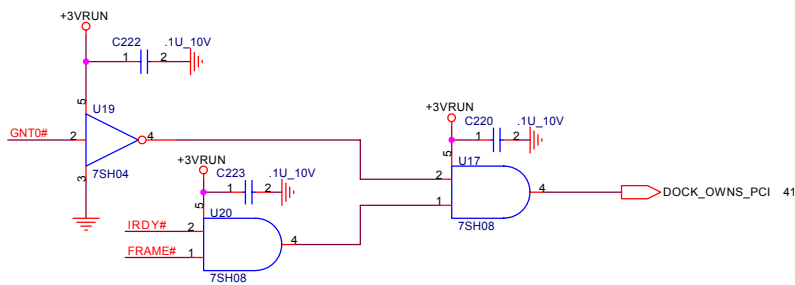 +3VRUN
C222 .1U_10V
1 2
5
U19
GNT0# 2 4
3
7SH04
+3VRUN
C220 .1U_10V
1 2
5
U17
2
1
4
DOCK_OWNS_PCI 41
7SH08
+3VRUN
C223 .1U_10V
1 2
5
U20
IRDY# 2
4
FRAME# 1
7SH08